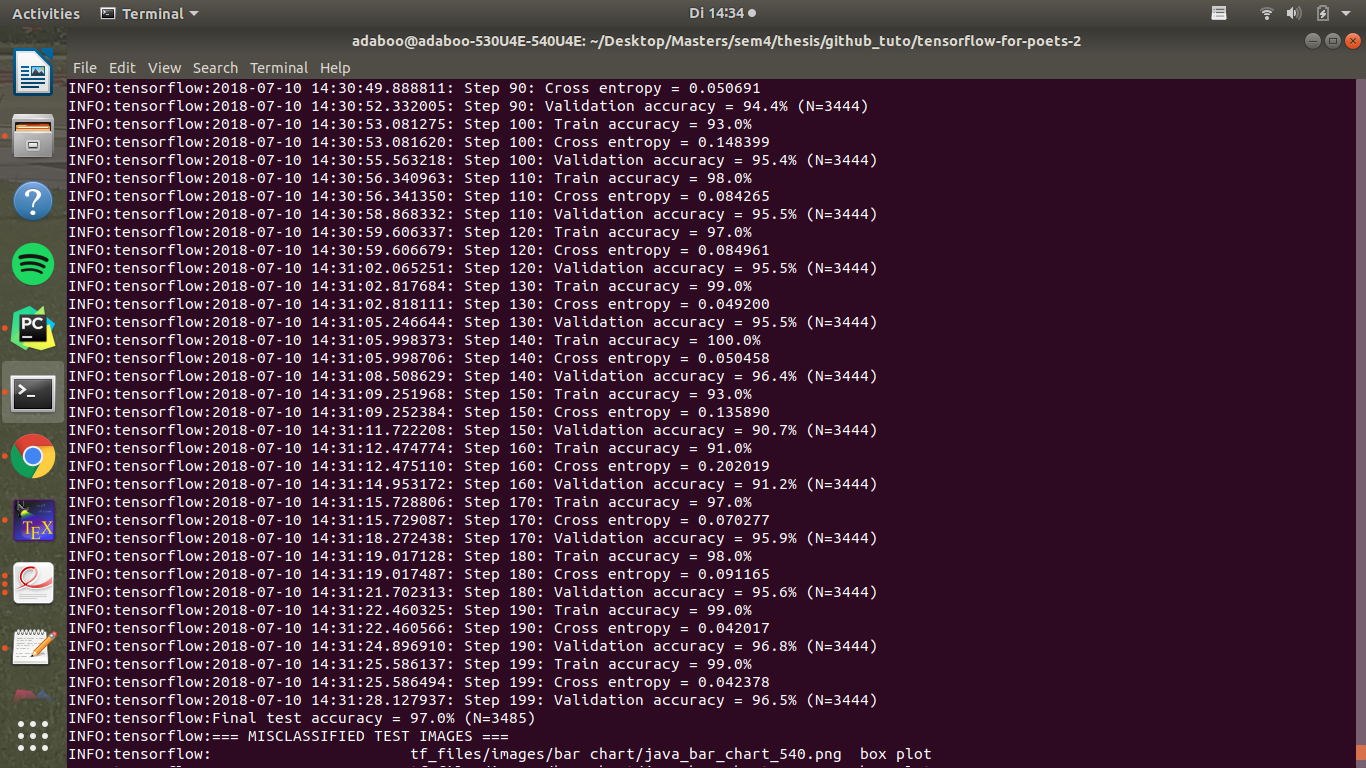 Activities Terminal Di 14:34
adaboo@adaboo-530U4E-540U4E: ~/Desktop/Masters/sem4/thesis/github_tuto/tensorflow-for-poets-2
File Edit View Search Terminal Help
INFO:tensorflow:2018-07-10 14:30:49.888811: Step 90: Cross entropy = 0.050691
INFO:tensorflow:2018-07-10 14:30:52.332005: Step 90: Validation accuracy = 94.4% (N=3444)
INFO:tensorflow:2018-07-10 14:30:53.081275: Step 100: Train accuracy = 93.0%
INFO:tensorflow:2018-07-10 14:30:53.081620: Step 100: Cross entropy = 0.148399
INFO:tensorflow:2018-07-10 14:30:55.563218: Step 100: Validation accuracy = 95.4% (N=3444)
INFO:tensorflow:2018-07-10 14:30:56.340963: Step 110: Train accuracy = 98.0%
INFO:tensorflow:2018-07-10 14:30:56.341350: Step 110: Cross entropy = 0.084265
INFO:tensorflow:2018-07-10 14:30:58.868332: Step 110: Validation accuracy = 95.5% (N=3444)
INFO:tensorflow:2018-07-10 14:30:59.606337: Step 120: Train accuracy = 97.0%
INFO:tensorflow:2018-07-10 14:30:59.606679: Step 120: Cross entropy = 0.084961
INFO:tensorflow:2018-07-10 14:31:02.065251: Step 120: Validation accuracy = 95.5% (N=3444)
INFO:tensorflow:2018-07-10 14:31:02.817684: Step 130: Train accuracy = 99.0%
INFO:tensorflow:2018-07-10 14:31:02.818111: Step 130: Cross entropy = 0.049200
INFO:tensorflow:2018-07-10 14:31:05.246644: Step 130: Validation accuracy = 95.5% (N=3444)
INFO:tensorflow:2018-07-10 14:31:05.998373: Step 140: Train accuracy = 100.0%
INFO:tensorflow:2018-07-10 14:31:05.998706: Step 140: Cross entropy = 0.050458
INFO:tensorflow:2018-07-10 14:31:08.508629: Step 140: Validation accuracy = 96.4% (N=3444)
INFO:tensorflow:2018-07-10 14:31:09.251968: Step 150: Train accuracy = 93.0%
INFO:tensorflow:2018-07-10 14:31:09.252384: Step 150: Cross entropy = 0.135890
INFO:tensorflow:2018-07-10 14:31:11.722208: Step 150: Validation accuracy = 90.7% (N=3444)
INFO:tensorflow:2018-07-10 14:31:12.474774: Step 160: Train accuracy = 91.0%
INFO:tensorflow:2018-07-10 14:31:12.475110: Step 160: Cross entropy = 0.202019
INFO:tensorflow:2018-07-10 14:31:14.953172: Step 160: Validation accuracy = 91.2% (N=3444)
INFO:tensorflow:2018-07-10 14:31:15.728806: Step 170: Train accuracy = 97.0%
INFO:tensorflow:2018-07-10 14:31:15.729087: Step 170: Cross entropy = 0.070277
INFO:tensorflow:2018-07-10 14:31:18.272438: Step 170: Validation accuracy = 95.9% (N=3444)
INFO:tensorflow:2018-07-10 14:31:19.017128: Step 180: Train accuracy = 98.0%
INFO:tensorflow:2018-07-10 14:31:19.017487: Step 180: Cross entropy = 0.091165
INFO:tensorflow:2018-07-10 14:31:21.702313: Step 180: Validation accuracy = 95.6% (N=3444)
INFO:tensorflow:2018-07-10 14:31:22.460325: Step 190: Train accuracy = 99.0%
INFO:tensorflow:2018-07-10 14:31:22.460566: Step 190: Cross entropy = 0.042017
INFO:tensorflow:2018-07-10 14:31:24.896910: Step 190: Validation accuracy = 96.8% (N=3444)
INFO:tensorflow:2018-07-10 14:31:25.586137: Step 199: Train accuracy = 99.0%
INFO:tensorflow:2018-07-10 14:31:25.586494: Step 199: Cross entropy = 0.042378
INFO:tensorflow:2018-07-10 14:31:28.127937: Step 199: Validation accuracy = 96.5% (N=3444)
INFO:tensorflow:Final test accuracy = 97.0% (N=3485)
INFO:tensorflow:=== MISCLASSIFIED TEST IMAGES ===
INFO:tensorflow: tf_files/images/bar chart/java_bar_chart_540.png box plot
PC
TEX